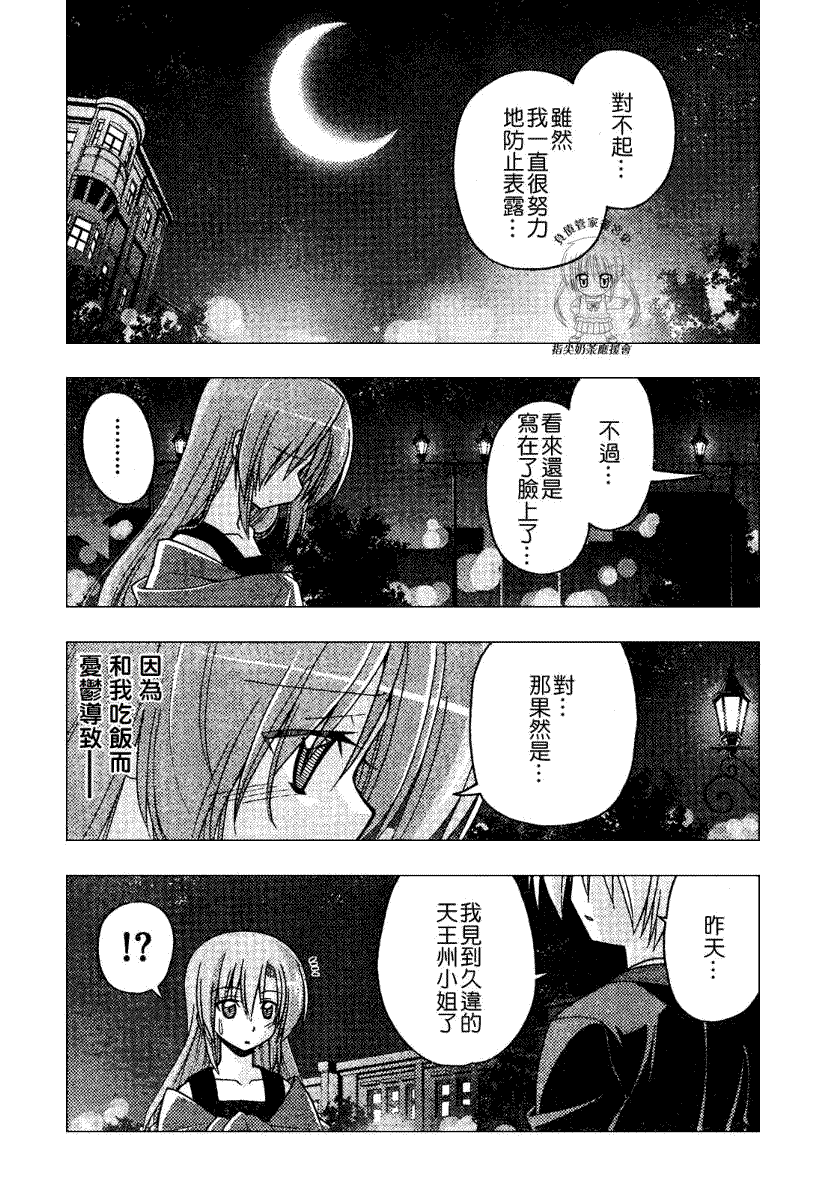 對不起…
雖然
我一直很努力
地防止表露…
指尖奶茶應援會
不過…
看來還是
寫在了臉上了…
………
對…
那果然是…
因為
和我吃飯而
憂鬱導致——
昨天…
我見到久違的
天王州小姐了
!?